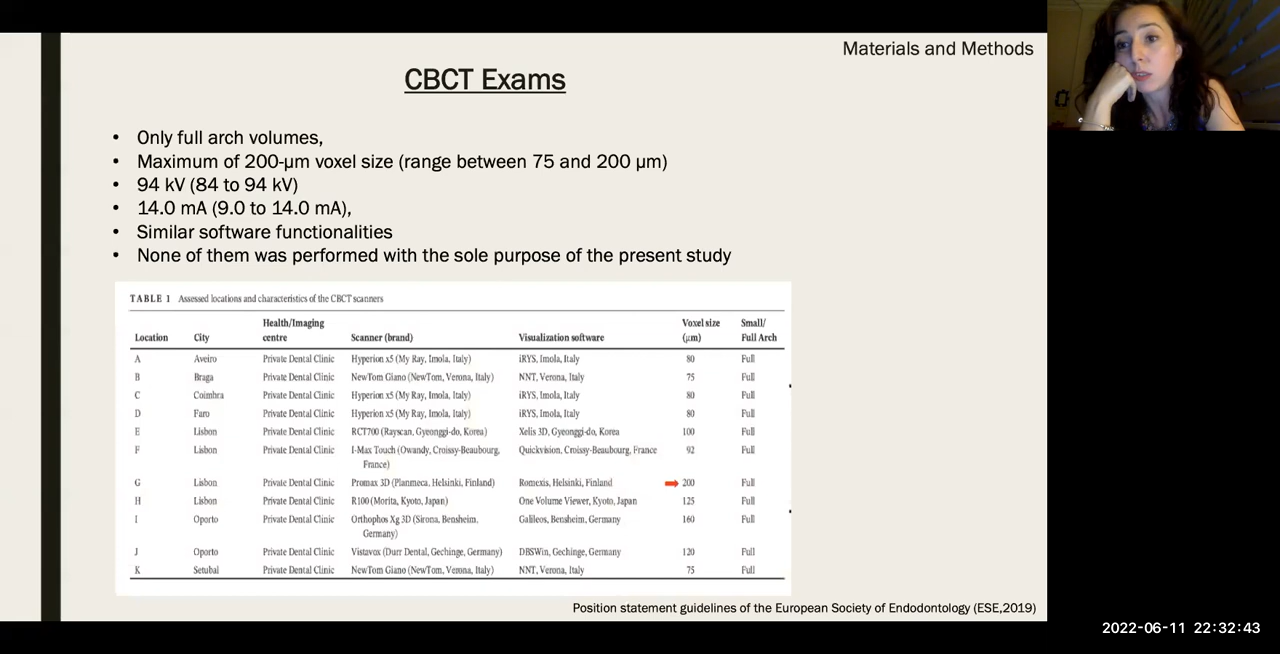 Materials and Methods
CBCT Exams
• Only full arch volumes,
• Maximum of 200-µm voxel size (range between 75 and 200 µm)
• 94 kV (84 to 94 kV)
• 14.0 mA (9.0 to 14.0 mA),
• Similar software functionalities
• None of them was performed with the sole purpose of the present study
TABLE 1 Assessed locations and characteristics of the CBCT scanners
Location City Health/Imaging centre Scanner (brand) Visualization software Voxel size (µm) Small/ Full Arch
A Aveiro Private Dental Clinic Hyperion x5 (My Ray, Imola, Italy) iRYS, Imola, Italy 80 Full
B Braga Private Dental Clinic NewTom Giano (NewTom, Verona, Italy) NNT, Verona, Italy 75 Full
C Coimbra Private Dental Clinic Hyperion x5 (My Ray, Imola, Italy) iRYS, Imola, Italy 80 Full
D Faro Private Dental Clinic Hyperion x5 (My Ray, Imola, Italy) iRYS, Imola, Italy 80 Full
E Lisbon Private Dental Clinic RCT700 (Rayscan, Gyeonggi-do, Korea) Xelis 3D, Gyeonggi-do, Korea 100 Full
F Lisbon Private Dental Clinic I-Max Touch (Owandy, Croissy-Beaubourg, Quickvision, Croissy-Beaubourg, France 92 Full
France)
G Lisbon Private Dental Clinic Promax 3D (Planmeca, Helsinki, Finland) Romexis, Helsinki, Finland 200 Full
H Lisbon Private Dental Clinic R100 (Morita, Kyoto, Japan) One Volume Viewer, Kyoto, Japan 125 Full
I Oporto Private Dental Clinic Orthophos Xg 3D (Sirona, Bensheim, Galileos, Bensheim, Germany 160 Full
Germany)
J Oporto Private Dental Clinic Vistavox (Durr Dental, Gechinge, Germany) DBSWin, Gechinge, Germany 120 Full
K Setubal Private Dental Clinic NewTom Giano (NewTom, Verona, Italy) NNT, Verona, Italy 75 Full
Position statement guidelines of the European Society of Endodontology (ESE,2019)
2022-06-11 22:32:43